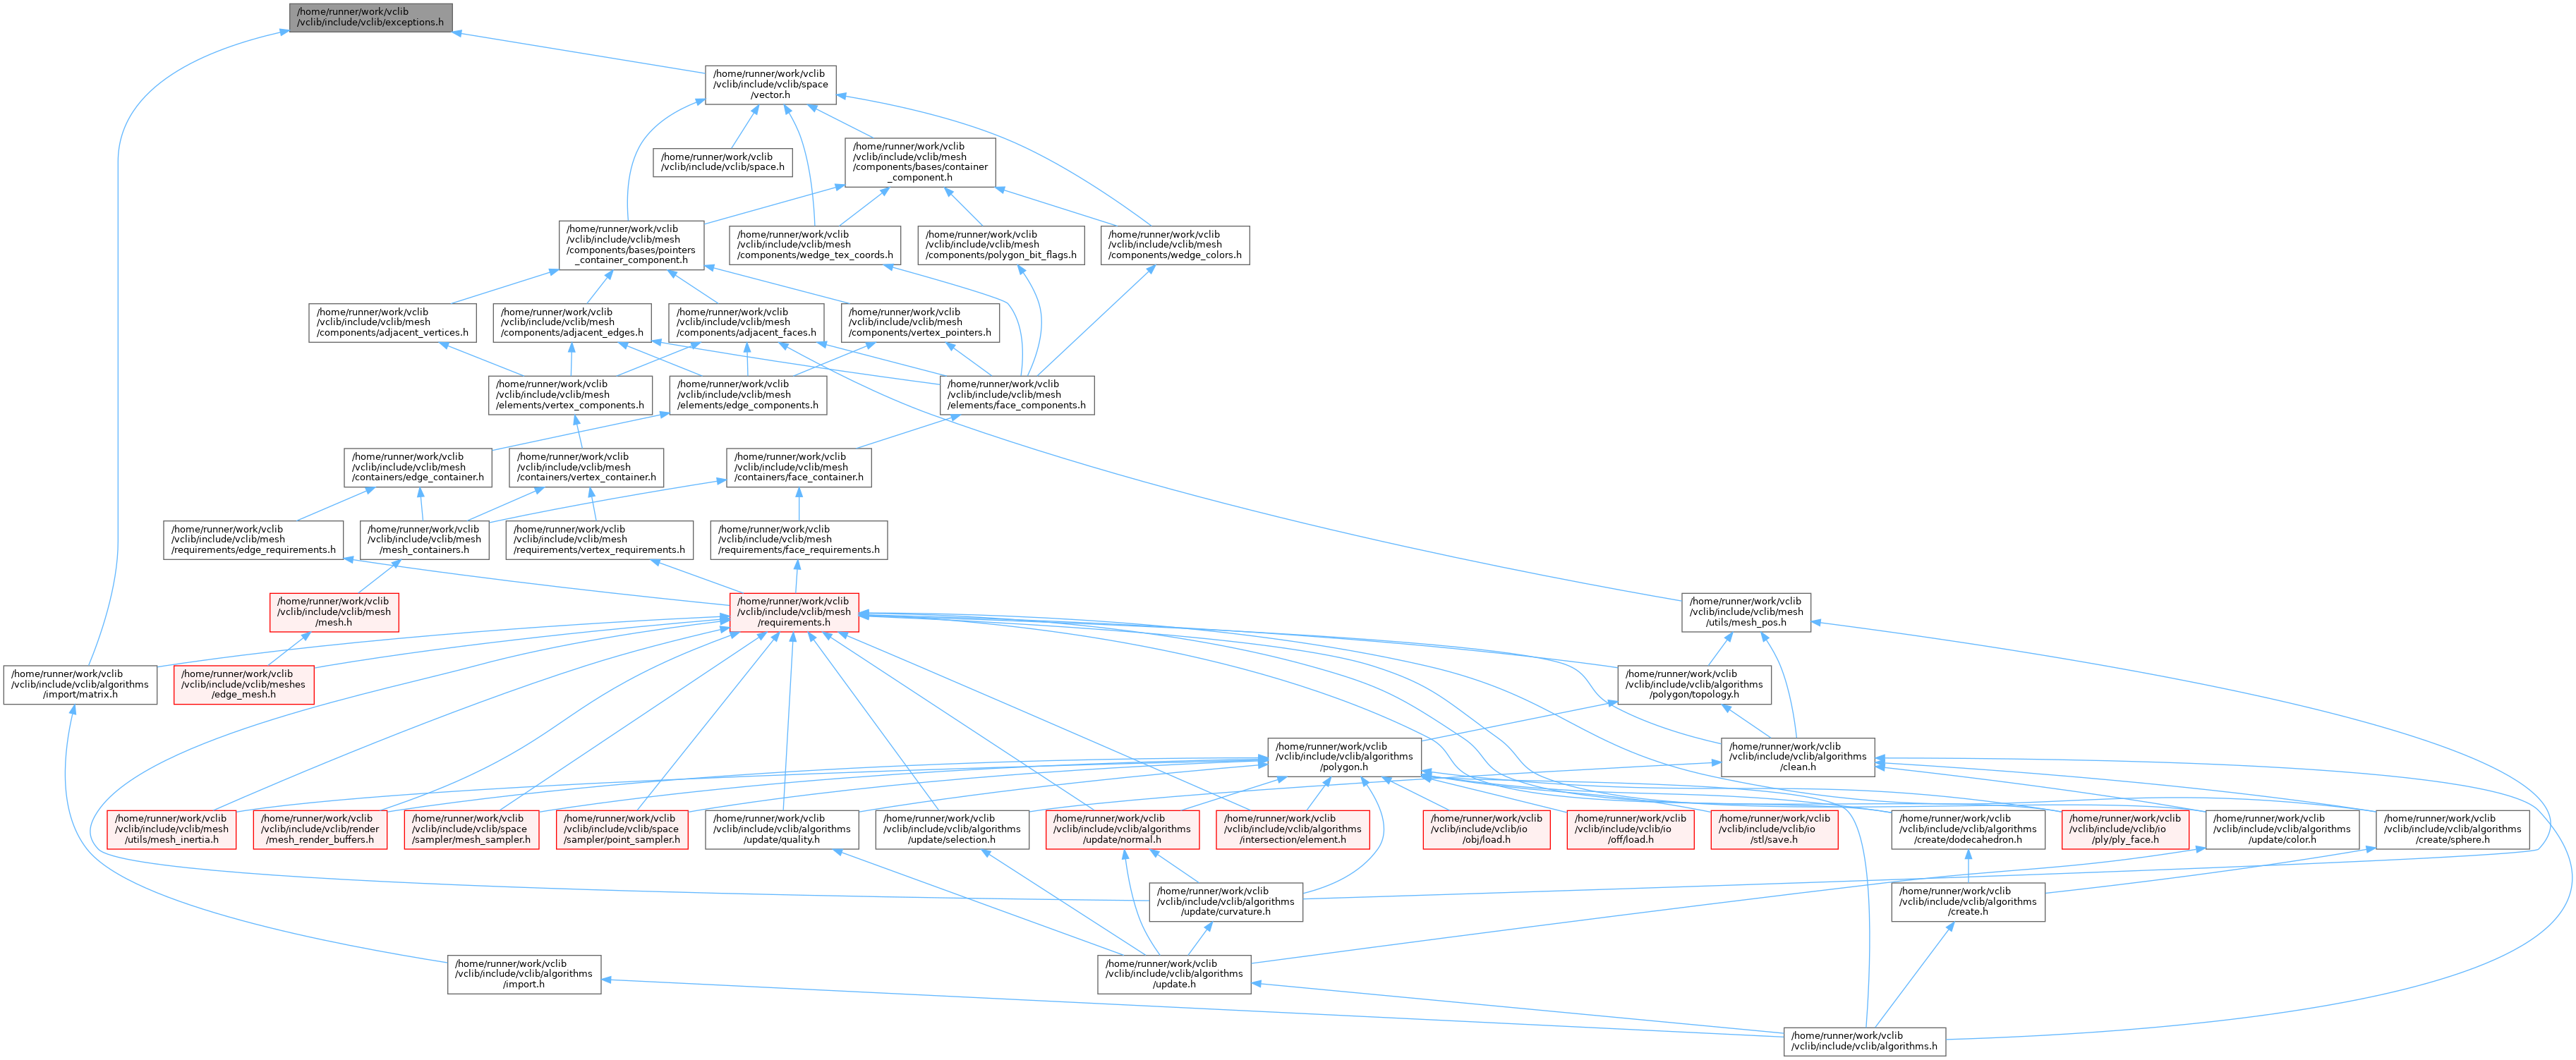 /home/runner/work/vclib
/vclib/include/vclib/exceptions.h
/home/runner/work/vclib
/vclib/include/vclib/space
/vector.h
/home/runner/work/vclib
/vclib/include/vclib/space.h
/home/runner/work/vclib
/vclib/include/vclib/mesh
/components/bases/container
_component.h
/home/runner/work/vclib
/vclib/include/vclib/mesh
/components/bases/pointers
_container_component.h
/home/runner/work/vclib
/vclib/include/vclib/mesh
/components/wedge_tex_coords.h
/home/runner/work/vclib
/vclib/include/vclib/mesh
/components/polygon_bit_flags.h
/home/runner/work/vclib
/vclib/include/vclib/mesh
/components/wedge_colors.h
/home/runner/work/vclib
/vclib/include/vclib/mesh
/components/adjacent_vertices.h
/home/runner/work/vclib
/vclib/include/vclib/mesh
/components/adjacent_edges.h
/home/runner/work/vclib
/vclib/include/vclib/mesh
/components/adjacent_faces.h
/home/runner/work/vclib
/vclib/include/vclib/mesh
/components/vertex_pointers.h
/home/runner/work/vclib
/vclib/include/vclib/mesh
/elements/vertex_components.h
/home/runner/work/vclib
/vclib/include/vclib/mesh
/elements/edge_components.h
/home/runner/work/vclib
/vclib/include/vclib/mesh
/elements/face_components.h
/home/runner/work/vclib
/vclib/include/vclib/mesh
/containers/edge_container.h
/home/runner/work/vclib
/vclib/include/vclib/mesh
/containers/vertex_container.h
/home/runner/work/vclib
/vclib/include/vclib/mesh
/containers/face_container.h
/home/runner/work/vclib
/vclib/include/vclib/mesh
/requirements/edge_requirements.h
/home/runner/work/vclib
/vclib/include/vclib/mesh
/mesh_containers.h
/home/runner/work/vclib
/vclib/include/vclib/mesh
/requirements/vertex_requirements.h
/home/runner/work/vclib
/vclib/include/vclib/mesh
/requirements/face_requirements.h
/home/runner/work/vclib
/vclib/include/vclib/mesh
/mesh.h
/home/runner/work/vclib
/vclib/include/vclib/mesh
/requirements.h
/home/runner/work/vclib
/vclib/include/vclib/mesh
/utils/mesh_pos.h
/home/runner/work/vclib
/vclib/include/vclib/algorithms
/import/matrix.h
/home/runner/work/vclib
/vclib/include/vclib/meshes
/edge_mesh.h
/home/runner/work/vclib
/vclib/include/vclib/algorithms
/polygon/topology.h
/home/runner/work/vclib
/vclib/include/vclib/algorithms
/polygon.h
/home/runner/work/vclib
/vclib/include/vclib/algorithms
/clean.h
/home/runner/work/vclib
/vclib/include/vclib/mesh
/utils/mesh_inertia.h
/home/runner/work/vclib
/vclib/include/vclib/render
/mesh_render_buffers.h
/home/runner/work/vclib
/vclib/include/vclib/space
/sampler/mesh_sampler.h
/home/runner/work/vclib
/vclib/include/vclib/space
/sampler/point_sampler.h
/home/runner/work/vclib
/vclib/include/vclib/algorithms
/update/quality.h
/home/runner/work/vclib
/vclib/include/vclib/algorithms
/update/selection.h
/home/runner/work/vclib
/vclib/include/vclib/algorithms
/update/normal.h
/home/runner/work/vclib
/vclib/include/vclib/algorithms
/intersection/element.h
/home/runner/work/vclib
/vclib/include/vclib/io
/obj/load.h
/home/runner/work/vclib
/vclib/include/vclib/io
/off/load.h
/home/runner/work/vclib
/vclib/include/vclib/io
/stl/save.h
/home/runner/work/vclib
/vclib/include/vclib/algorithms
/create/dodecahedron.h
/home/runner/work/vclib
/vclib/include/vclib/io
/ply/ply_face.h
/home/runner/work/vclib
/vclib/include/vclib/algorithms
/update/color.h
/home/runner/work/vclib
/vclib/include/vclib/algorithms
/create/sphere.h
/home/runner/work/vclib
/vclib/include/vclib/algorithms
/update/curvature.h
/home/runner/work/vclib
/vclib/include/vclib/algorithms
/create.h
/home/runner/work/vclib
/vclib/include/vclib/algorithms
/import.h
/home/runner/work/vclib
/vclib/include/vclib/algorithms
/update.h
/home/runner/work/vclib
/vclib/include/vclib/algorithms.h